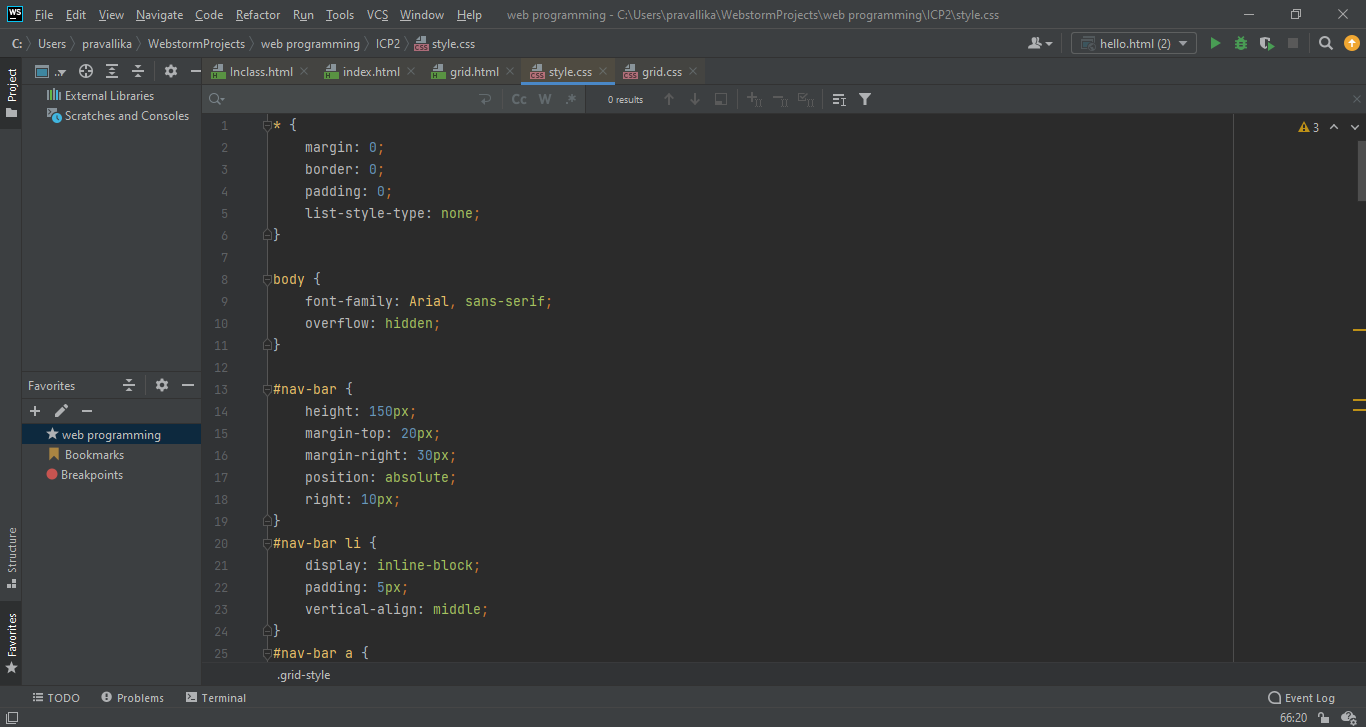 WS File Edit View Navigate Code Refactor Run Tools VCS Window Help web programming - C:\Users\pravallika\WebstormProjects\web programming\ICP2\style.css
C: Users pravallika WebstormProjects web programming ICP2 style.css hello.html (2)
Project
Inclass.html index.html grid.html style.css grid.css
External Libraries
Scratches and Consoles
Cc W .* 0 results
3
1 * {
2 margin: 0;
3 border: 0;
4 padding: 0;
5 list-style-type: none;
6 }
7
8 body {
9 font-family: Arial, sans-serif;
10 overflow: hidden;
11 }
12
13 #nav-bar {
14 height: 150px;
15 margin-top: 20px;
16 margin-right: 30px;
17 position: absolute;
18 right: 10px;
19 }
20 #nav-bar li {
21 display: inline-block;
22 padding: 5px;
23 vertical-align: middle;
24 }
25 #nav-bar a {
Favorites
web programming
Bookmarks
Breakpoints
Structure
Favorites
.grid-style
TODO Problems Terminal Event Log
66:20